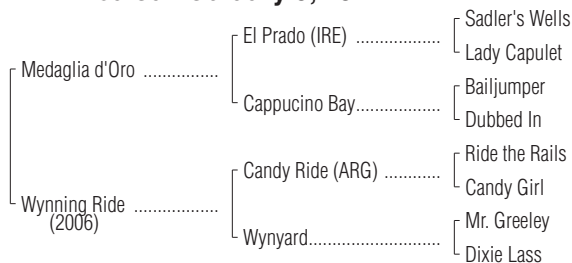 El Prado (IRE) ..................
Sadler's Wells
Lady Capulet
Medaglia d'Oro ................
Cappucino Bay..................
Bailjumper
Dubbed In
Candy Ride (ARG) ............
Ride the Rails
Candy Girl
Wynning Ride ..................
(2006)
Wynyard............................
Mr. Greeley
Dixie Lass